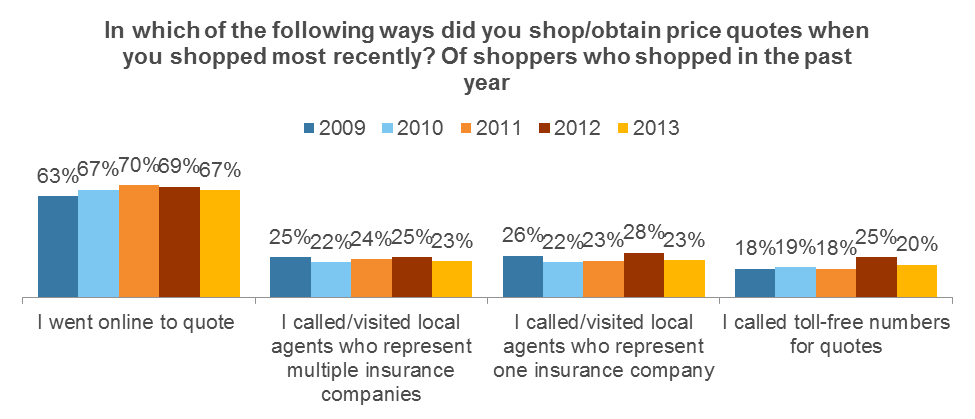 In which of the following ways did you shop/obtain price quotes when
you shopped most recently? Of shoppers who shopped in the past
year
2009 2010 2011 2012 2013
63% 67% 70% 69% 67%
25% 22% 24% 25% 23%
26% 22% 23% 28% 23%
18% 19% 18% 25% 20%
I went online to quote
I called/visited local
agents who represent
multiple insurance
companies
I called/visited local
agents who represent
one insurance company
I called toll-free numbers
for quotes